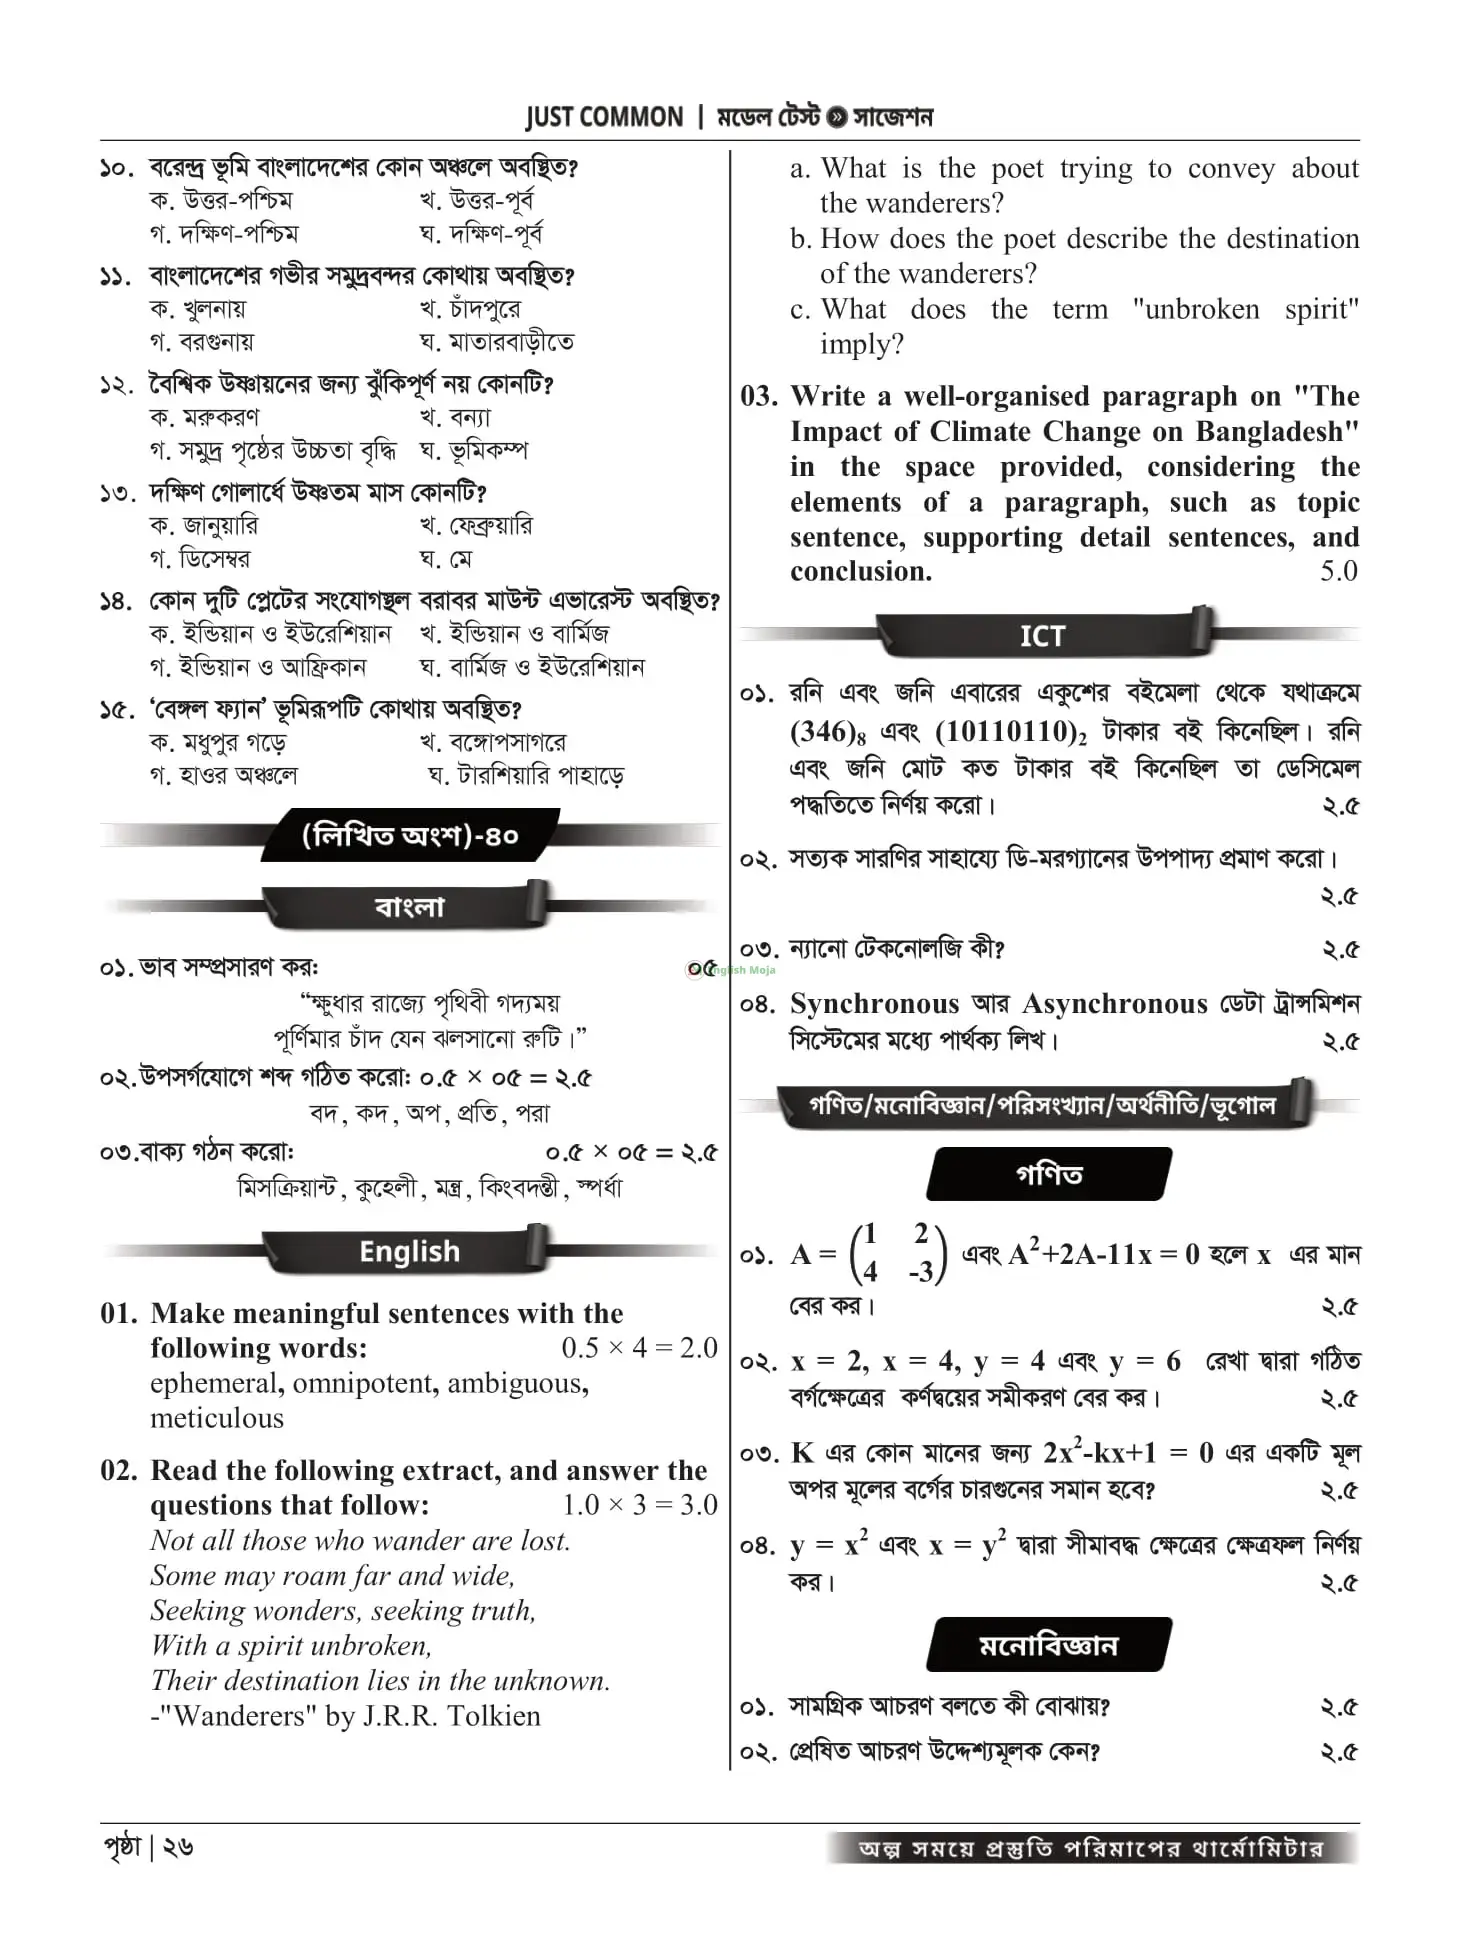 JUST COMMON | মডেল টেস্ট » সাজেশন
১০. বরেন্দ্র ভূমি বাংলাদেশের কোন অঞ্চলে অবস্থিত?
ক. উত্তর-পশ্চিম খ. উত্তর-পূর্ব
গ. দক্ষিণ-পশ্চিম ঘ. দক্ষিণ-পূর্ব
১১. বাংলাদেশের গভীর সমুদ্রবন্দর কোথায় অবস্থিত?
ক. খুলনায় খ. চাঁদপুরে
গ. বরগুনায় ঘ. মাতারবাড়ীতে
১২. বৈশ্বিক উষ্ণায়নের জন্য ঝুঁকিপূর্ণ নয় কোনটি?
ক. মরুকরণ খ. বন্যা
গ. সমুদ্র পৃষ্ঠের উচ্চতা বৃদ্ধি ঘ. ভূমিকম্প
১৩. দক্ষিণ গোলার্ধে উষ্ণতম মাস কোনটি?
ক. জানুয়ারি খ. ফেব্রুয়ারি
গ. ডিসেম্বর ঘ. মে
১৪. কোন দুটি প্লেটের সংযোগস্থল বরাবর মাউন্ট এভারেস্ট অবস্থিত?
ক. ইন্ডিয়ান ও ইউরেশিয়ান খ. ইন্ডিয়ান ও বার্মিজ
গ. ইন্ডিয়ান ও আফ্রিকান ঘ. বার্মিজ ও ইউরেশিয়ান
১৫. ‘বেঙ্গল ফ্যান’ ভূমিরূপটি কোথায় অবস্থিত?
ক. মধুপুর গড়ে খ. বঙ্গোপসাগরে
গ. হাওর অঞ্চলে ঘ. টারশিয়ারি পাহাড়ে
(লিখিত অংশ)-৪০
বাংলা
০১. ভাব সম্প্রসারণ কর: ০৫
“ক্ষুধার রাজ্যে পৃথিবী গদ্যময়
পূর্ণিমার চাঁদ যেন ঝলসানো রুটি।”
০২.উপসর্গযোগে শব্দ গঠিত করো: ০.৫ × ০৫ = ২.৫
বদ, কদ, অপ, প্রতি, পরা
০৩.বাক্য গঠন করো: ০.৫ × ০৫ = ২.৫
মিসক্রিয়ান্ট, কুহেলী, মন্ত্র, কিংবদন্তী, স্পর্ধা
English
01. Make meaningful sentences with the
following words: 0.5 × 4 = 2.0
ephemeral, omnipotent, ambiguous,
meticulous
02. Read the following extract, and answer the
questions that follow: 1.0 × 3 = 3.0
Not all those who wander are lost.
Some may roam far and wide,
Seeking wonders, seeking truth,
With a spirit unbroken,
Their destination lies in the unknown.
-"Wanderers" by J.R.R. Tolkien
a. What is the poet trying to convey about
the wanderers?
b. How does the poet describe the destination
of the wanderers?
c. What does the term "unbroken spirit"
imply?
03. Write a well-organised paragraph on "The
Impact of Climate Change on Bangladesh"
in the space provided, considering the
elements of a paragraph, such as topic
sentence, supporting detail sentences, and
conclusion. 5.0
ICT
০১. রনি এবং জনি এবারের একুশের বইমেলা থেকে যথাক্রমে
(346)₈ এবং (10110110)₂ টাকার বই কিনেছিল। রনি
এবং জনি মোট কত টাকার বই কিনেছিল তা ডেসিমেল
পদ্ধতিতে নির্ণয় করো। ২.৫
০২. সত্যক সারণির সাহায্যে ডি-মরগ্যানের উপপাদ্য প্রমাণ করো।
২.৫
০৩. ন্যানো টেকনোলজি কী? ২.৫
০৪. Synchronous আর Asynchronous ডেটা ট্রান্সমিশন
সিস্টেমের মধ্যে পার্থক্য লিখ। ২.৫
গণিত/মনোবিজ্ঞান/পরিসংখ্যান/অর্থনীতি/ভূগোল
গণিত
০১. A = (1 2
4 -3) এবং A²+2A-11x = 0 হলে x এর মান
বের কর। ২.৫
০২. x = 2, x = 4, y = 4 এবং y = 6 রেখা দ্বারা গঠিত
বর্গক্ষেত্রের কর্ণদ্বয়ের সমীকরণ বের কর। ২.৫
০৩. K এর কোন মানের জন্য 2x²-kx+1 = 0 এর একটি মূল
অপর মূলের বর্গের চারগুনের সমান হবে? ২.৫
০৪. y = x² এবং x = y² দ্বারা সীমাবদ্ধ ক্ষেত্রের ক্ষেত্রফল নির্ণয়
কর। ২.৫
মনোবিজ্ঞান
০১. সামগ্রিক আচরণ বলতে কী বোঝায়? ২.৫
০২. প্রেষিত আচরণ উদ্দেশ্যমূলক কেন? ২.৫
English Moja
পৃষ্ঠা | ২৬
অল্প সময়ে প্রস্তুতি পরিমাপের থার্মোমিটার